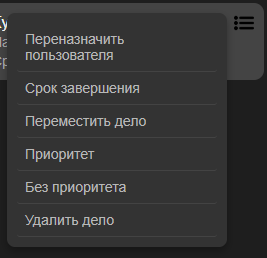 Переназначить
пользователя
Срок завершения
Переместить дело
Приоритет
Без приоритета
Удалить дело